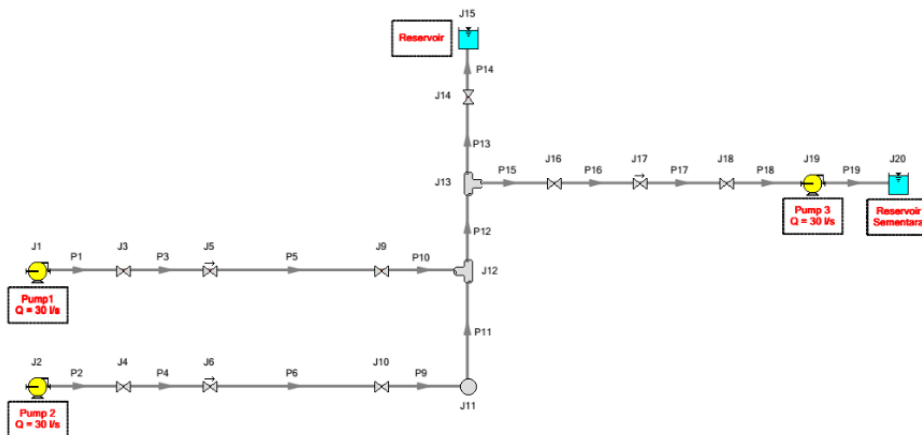 J15
Reservoir
P14
J14
P13
J13
P15
J16
P16
J17
P17
J18
P18
J19
P19
J20
Pump 3
Q = 30 l/s
Reservoir
Sementara
P12
J1
P1
J3
P3
J5
P5
J9
P10
J12
Pump1
Q = 30 l/s
P11
J2
P2
J4
P4
J6
P6
J10
P9
J11
Pump 2
Q = 30 l/s